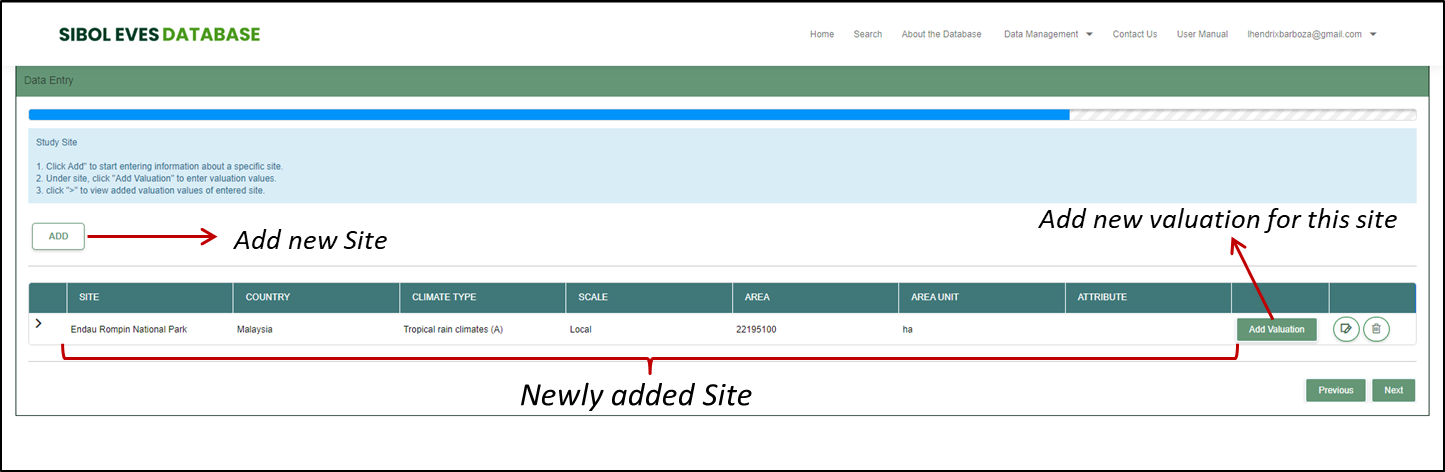 SIBOL EVES DATABASE
Home Search About the Database Data Management Contact Us User Manual lhendrixbarboza@gmail.com
Data Entry
Study Site
1. Click Add" to start entering information about a specific site.
2. Under site, click "Add Valuation" to enter valuation values.
3. click ">" to view added valuation values of entered site.
Add new valuation for this site
ADD
Add new Site
SITE COUNTRY CLIMATE TYPE SCALE AREA AREA UNIT ATTRIBUTE
Endau Rompin National Park Malaysia Tropical rain climates (A) Local 22195100 ha Add Valuation
Newly added Site
Previous Next